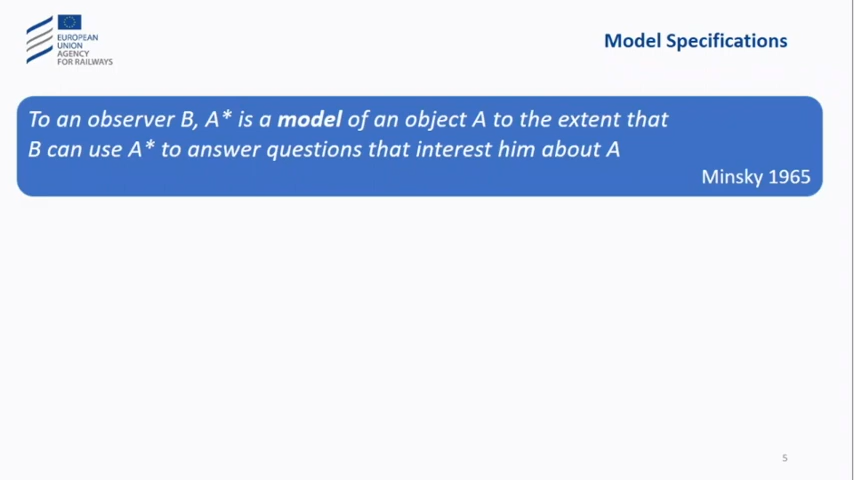 EUROPEAN
UNION
AGENCY
FOR RAILWAYS
Model Specifications
To an observer B, A* is a model of an object A to the extent that
B can use A* to answer questions that interest him about A
Minsky 1965
5